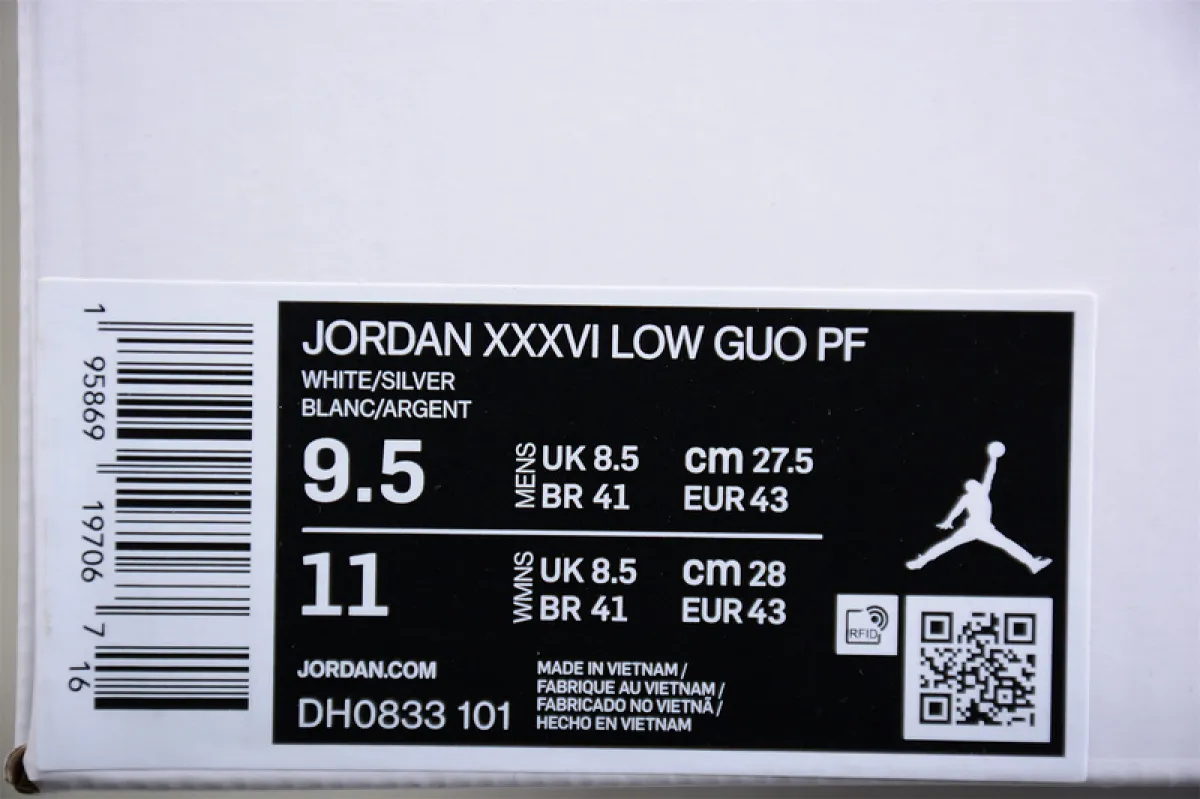 1 95869 19706 7 16
JORDAN XXXVI LOW GUO PF
WHITE/SILVER
BLANC/ARGENT
9.5
MENS
UK 8.5 cm 27.5
BR 41 EUR 43
11
WMNS
UK 8.5 cm 28
BR 41 EUR 43
RFID
JORDAN.COM
DH0833 101
MADE IN VIETNAM /
FABRIQUE AU VIETNAM /
FABRICADO NO VIETNÃ /
HECHO EN VIETNAM